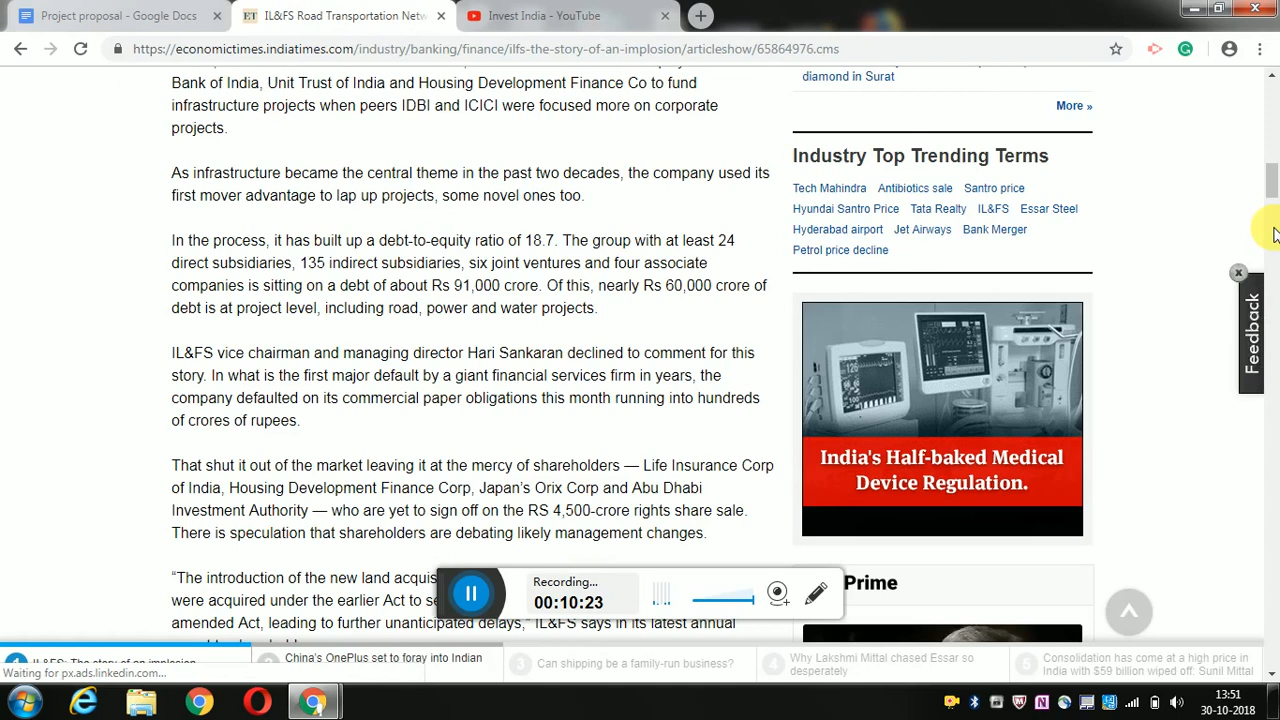 Project proposal - Google Docs
IL&FS Road Transportation Netw
Invest India - YouTube
https://economictimes.indiatimes.com/industry/banking/finance/ilfs-the-story-of-an-implosion/articleshow/65864976.cms
Bank of India, Unit Trust of India and Housing Development Finance Co to fund
infrastructure projects when peers IDBI and ICICI were focused more on corporate
projects.
As infrastructure became the central theme in the past two decades, the company used its
first mover advantage to lap up projects, some novel ones too.
In the process, it has built up a debt-to-equity ratio of 18.7. The group with at least 24
direct subsidiaries, 135 indirect subsidiaries, six joint ventures and four associate
companies is sitting on a debt of about Rs 91,000 crore. Of this, nearly Rs 60,000 crore of
debt is at project level, including road, power and water projects.
IL&FS vice chairman and managing director Hari Sankaran declined to comment for this
story. In what is the first major default by a giant financial services firm in years, the
company defaulted on its commercial paper obligations this month running into hundreds
of crores of rupees.
That shut it out of the market leaving it at the mercy of shareholders — Life Insurance Corp
of India, Housing Development Finance Corp, Japan's Orix Corp and Abu Dhabi
Investment Authority — who are yet to sign off on the RS 4,500-crore rights share sale.
There is speculation that shareholders are debating likely management changes.
"The introduction of the new land acquis
were acquired under the earlier Act to se
amended Act, leading to further unanticipated delays," IL&FS says in its latest annual
diamond in Surat
More »
Industry Top Trending Terms
Tech Mahindra Antibiotics sale Santro price
Hyundai Santro Price Tata Realty IL&FS Essar Steel
Hyderabad airport Jet Airways Bank Merger
Petrol price decline
India's Half-baked Medical
Device Regulation.
Prime
Feedback
Recording...
00:10:23
1 IL&FS: The story of an implosion
China's OnePlus set to foray into Indian
3 Can shipping be a family-run business?
4 Why Lakshmi Mittal chased Essar so
desperately
5 Consolidation has come at a high price in
India with $59 billion wiped off: Sunil Mittal
Waiting for px.ads.linkedin.com...
13:51
30-10-2018